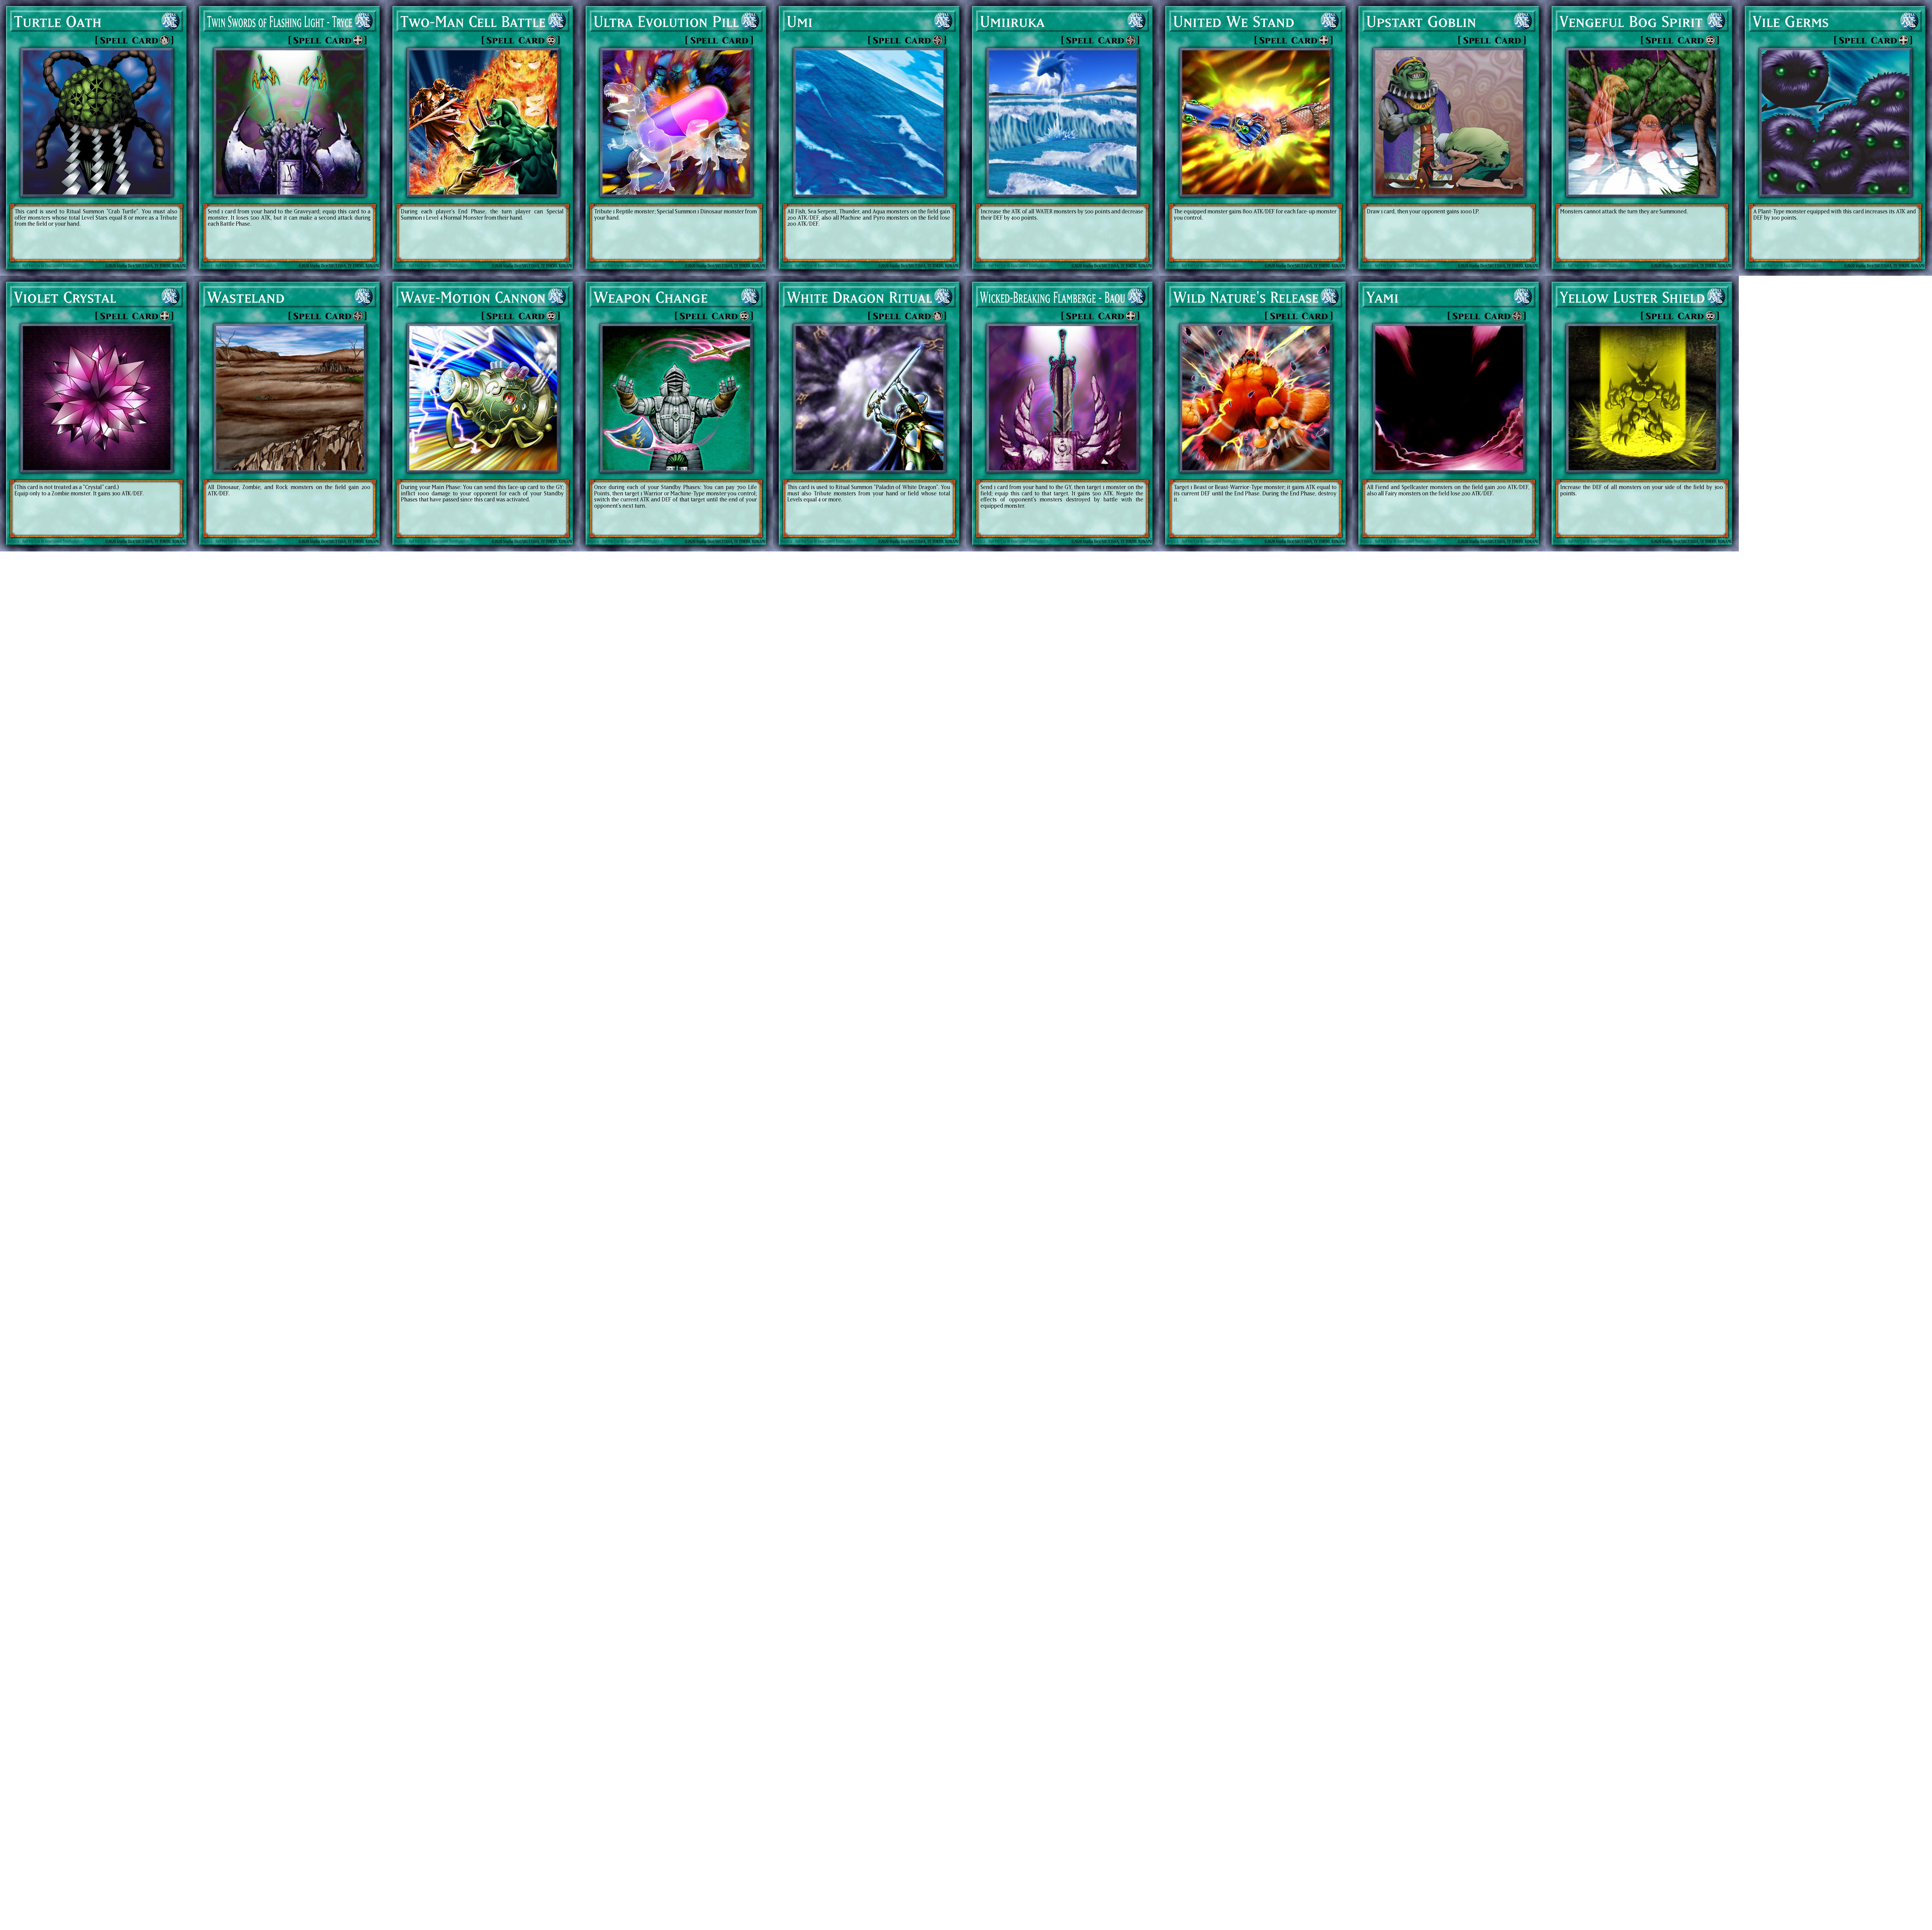 Turtle Oath
[Spell Card]
This card is used to Ritual Summon "Crab Turtle". You must also
offer monsters whose total Level Stars equal 8 or more as a Tribute
from the field or your hand.
Twin Swords of Flashing Light - Tryce
[Spell Card]
Send 1 card from your hand to the Graveyard; equip this card to a
monster. It loses 500 ATK, but it can make a second attack during
each Battle Phase.
Two-Man Cell Battle
[Spell Card]
During each player's End Phase, the turn player can Special
Summon 1 Level 4 Normal Monster from their hand.
Ultra Evolution Pill
[Spell Card]
Tribute 1 Reptile monster; Special Summon 1 Dinosaur monster from
your hand.
Umi
[Spell Card]
All Fish, Sea Serpent, Thunder, and Aqua monsters on the field gain
200 ATK/DEF, also all Machine and Pyro monsters on the field lose
200 ATK/DEF.
Umiiruka
[Spell Card]
Increase the ATK of all WATER monsters by 500 points and decrease
their DEF by 400 points.
United We Stand
[Spell Card]
The equipped monster gains 800 ATK/DEF for each face-up monster
you control.
Upstart Goblin
[Spell Card]
Draw 1 card, then your opponent gains 1000 LP.
Vengeful Bog Spirit
[Spell Card]
Monsters cannot attack the turn they are Summoned.
Vile Germs
[Spell Card]
A Plant-Type monster equipped with this card increases its ATK and
DEF by 300 points.
Violet Crystal
[Spell Card]
(This card is not treated as a "Crystal" card.)
Equip only to a Zombie monster. It gains 300 ATK/DEF.
Wasteland
[Spell Card]
All Dinosaur, Zombie, and Rock monsters on the field gain 200
ATK/DEF.
Wave-Motion Cannon
[Spell Card]
During your Main Phase: You can send this face-up card to the GY;
inflict 1000 damage to your opponent for each of your Standby
Phases that have passed since this card was activated.
Weapon Change
[Spell Card]
Once during each of your Standby Phases: You can pay 700 Life
Points, then target 1 Warrior or Machine-Type monster you control;
switch the current ATK and DEF of that target until the end of your
opponent's next turn.
White Dragon Ritual
[Spell Card]
This card is used to Ritual Summon "Paladin of White Dragon". You
must also Tribute monsters from your hand or field whose total
Levels equal 4 or more.
Wicked-Breaking Flamberge - Baou
[Spell Card]
Send 1 card from your hand to the GY, then target 1 monster on the
field; equip this card to that target. It gains 500 ATK. Negate the
effects of opponent's monsters destroyed by battle with the
equipped monster.
Wild Nature's Release
[Spell Card]
Target 1 Beast or Beast-Warrior-Type monster; it gains ATK equal to
its current DEF until the End Phase. During the End Phase, destroy
it.
Yami
[Spell Card]
All Fiend and Spellcaster monsters on the field gain 200 ATK/DEF,
also all Fairy monsters on the field lose 200 ATK/DEF.
Yellow Luster Shield
[Spell Card]
Increase the DEF of all monsters on your side of the field by 300
points.